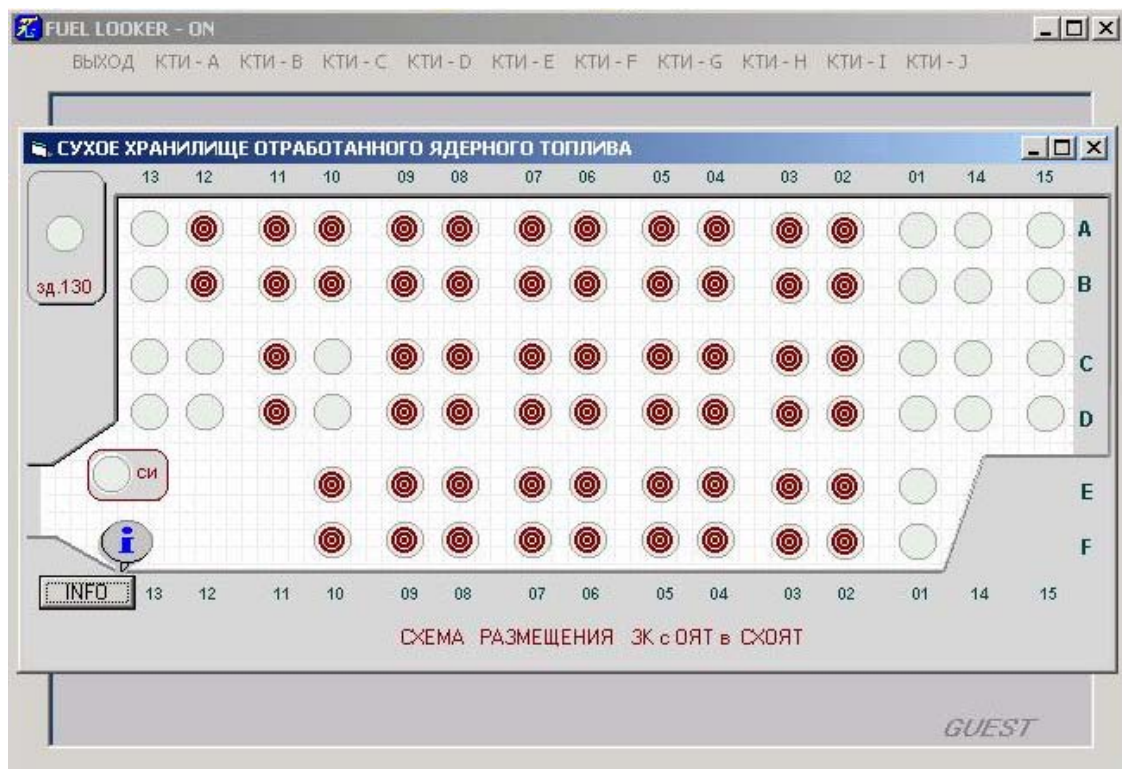 FUEL LOOKER - ON
ВЫХОД КТИ - A КТИ - B КТИ - C КТИ - D КТИ - E КТИ - F КТИ - G КТИ - H КТИ - I КТИ - J
СУХОЕ ХРАНИЛИЩЕ ОТРАБОТАННОГО ЯДЕРНОГО ТОПЛИВА
13 12 11 10 09 08 07 06 05 04 03 02 01 14 15
A
зд.130 B
C
D
СИ
E
i
F
INFO 13 12 11 10 09 08 07 06 05 04 03 02 01 14 15
СХЕМА РАЗМЕЩЕНИЯ ЗК с ОЯТ в СХОЯТ
GUEST